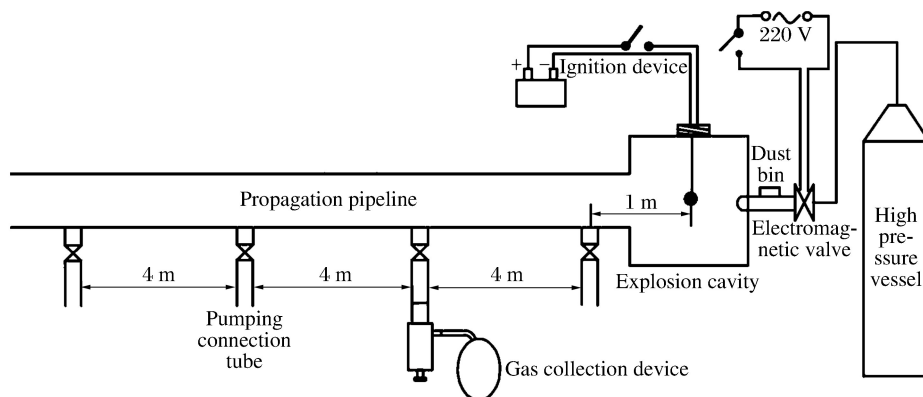 220 V
+ −
Ignition device
Dust
bin
Propagation pipeline
1 m
Electromag-
netic valve
High
pre-
ssure
vessel
Explosion cavity
4 m
4 m
4 m
Pumping
connection
tube
Gas collection device